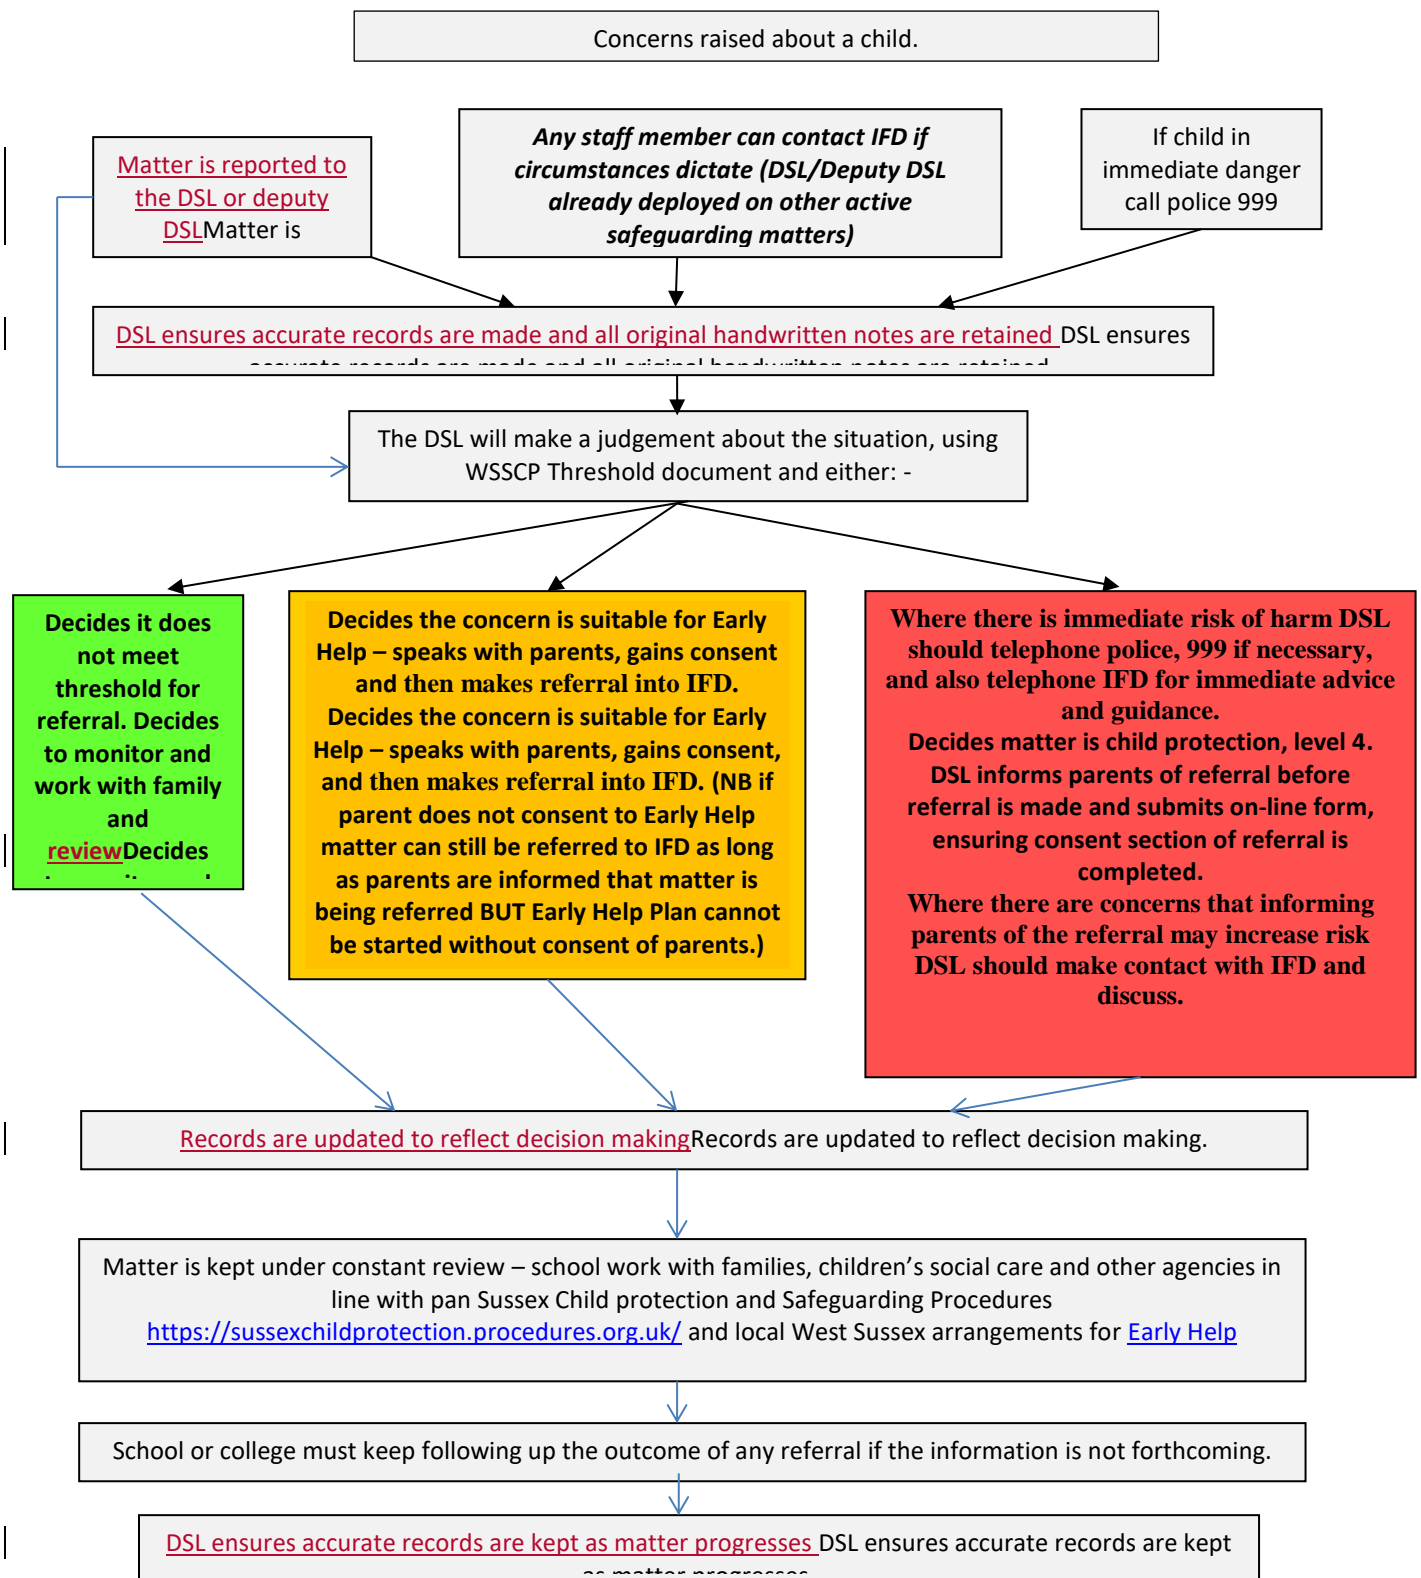 Concerns raised about a child.
Matter is reported to
the DSL or deputy
DSLMatter is
Any staff member can contact IFD if
circumstances dictate (DSL/Deputy DSL
already deployed on other active
safeguarding matters)
If child in
immediate danger
call police 999
DSL ensures accurate records are made and all original handwritten notes are retained DSL ensures
accurate records are made and all original handwritten notes are retained
The DSL will make a judgement about the situation, using
WSSCP Threshold document and either: -
Decides it does
not meet
threshold for
referral. Decides
to monitor and
work with family
and
reviewDecides
Decides the concern is suitable for Early
Help – speaks with parents, gains consent
and then makes referral into IFD.
Decides the concern is suitable for Early
Help – speaks with parents, gains consent,
and then makes referral into IFD. (NB if
parent does not consent to Early Help
matter can still be referred to IFD as long
as parents are informed that matter is
being referred BUT Early Help Plan cannot
be started without consent of parents.)
Where there is immediate risk of harm DSL
should telephone police, 999 if necessary,
and also telephone IFD for immediate advice
and guidance.
Decides matter is child protection, level 4.
DSL informs parents of referral before
referral is made and submits on-line form,
ensuring consent section of referral is
completed.
Where there are concerns that informing
parents of the referral may increase risk
DSL should make contact with IFD and
discuss.
Records are updated to reflect decision makingRecords are updated to reflect decision making.
Matter is kept under constant review – school work with families, children’s social care and other agencies in
line with pan Sussex Child protection and Safeguarding Procedures
https://sussexchildprotection.procedures.org.uk/ and local West Sussex arrangements for Early Help
School or college must keep following up the outcome of any referral if the information is not forthcoming.
DSL ensures accurate records are kept as matter progresses DSL ensures accurate records are kept
as matter progresses